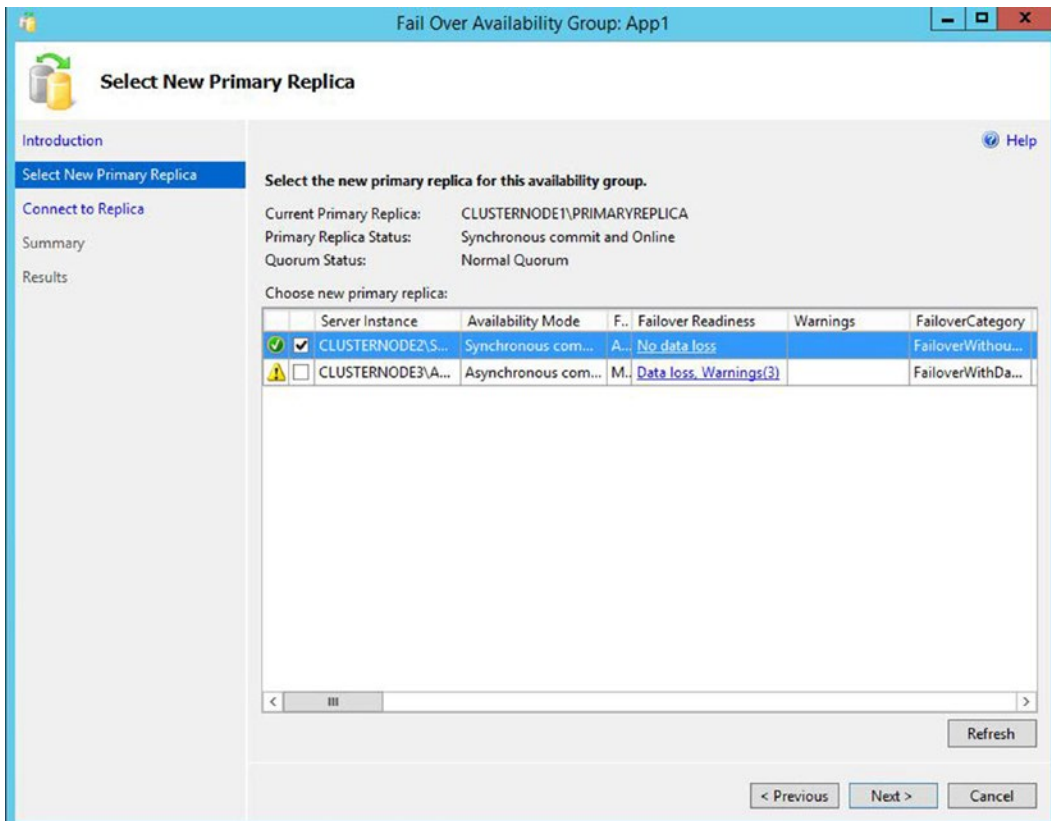 Fail Over Availability Group: App1
Select New Primary Replica
Introduction
Select New Primary Replica
Connect to Replica
Summary
Results
Help
Select the new primary replica for this availability group.
Current Primary Replica: CLUSTERNODE1\PRIMARYREPLICA
Primary Replica Status: Synchronous commit and Online
Quorum Status: Normal Quorum
Choose new primary replica:
Server Instance Availability Mode F.. Failover Readiness Warnings FailoverCategory
CLUSTERNODE2\S... Synchronous com... A... No data loss FailoverWithou...
CLUSTERNODE3\A... Asynchronous com... M.. Data loss, Warnings(3) FailoverWithDa...
Refresh
< Previous Next > Cancel